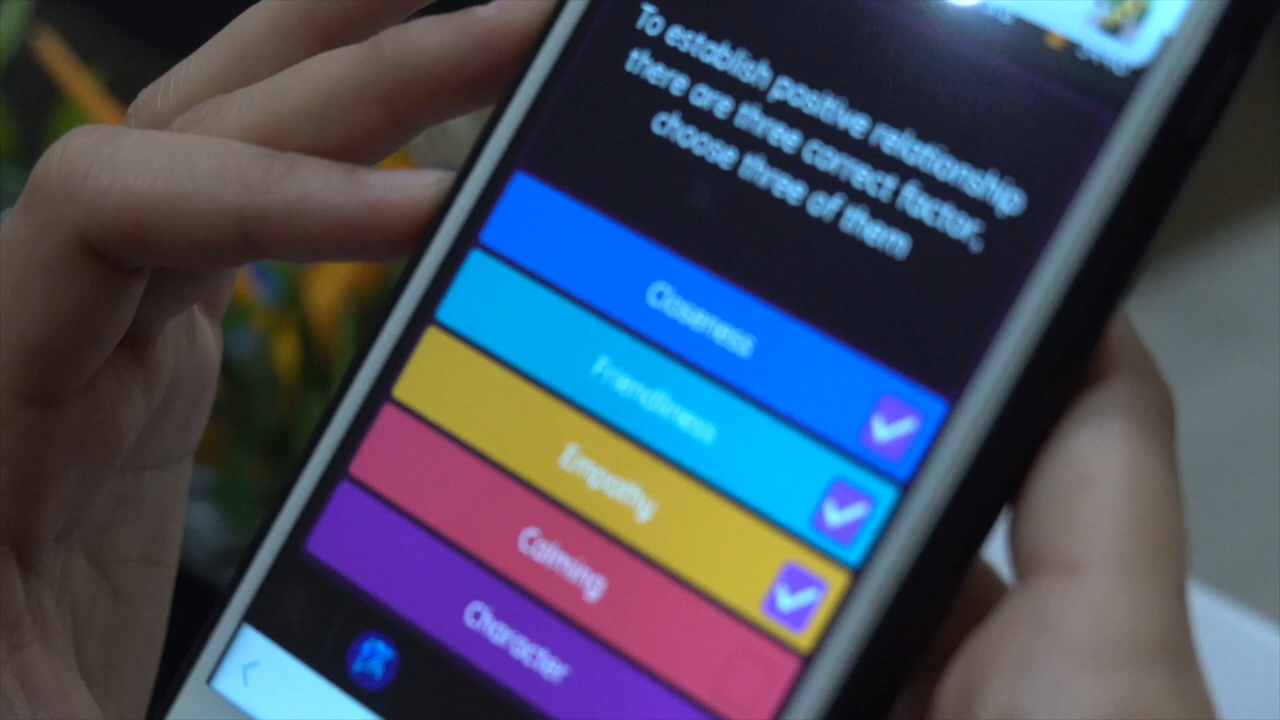 To establish positive relationship
there are three correct factor,
choose three of them
Closeness
Friendliness
Empathy
Calming
Character